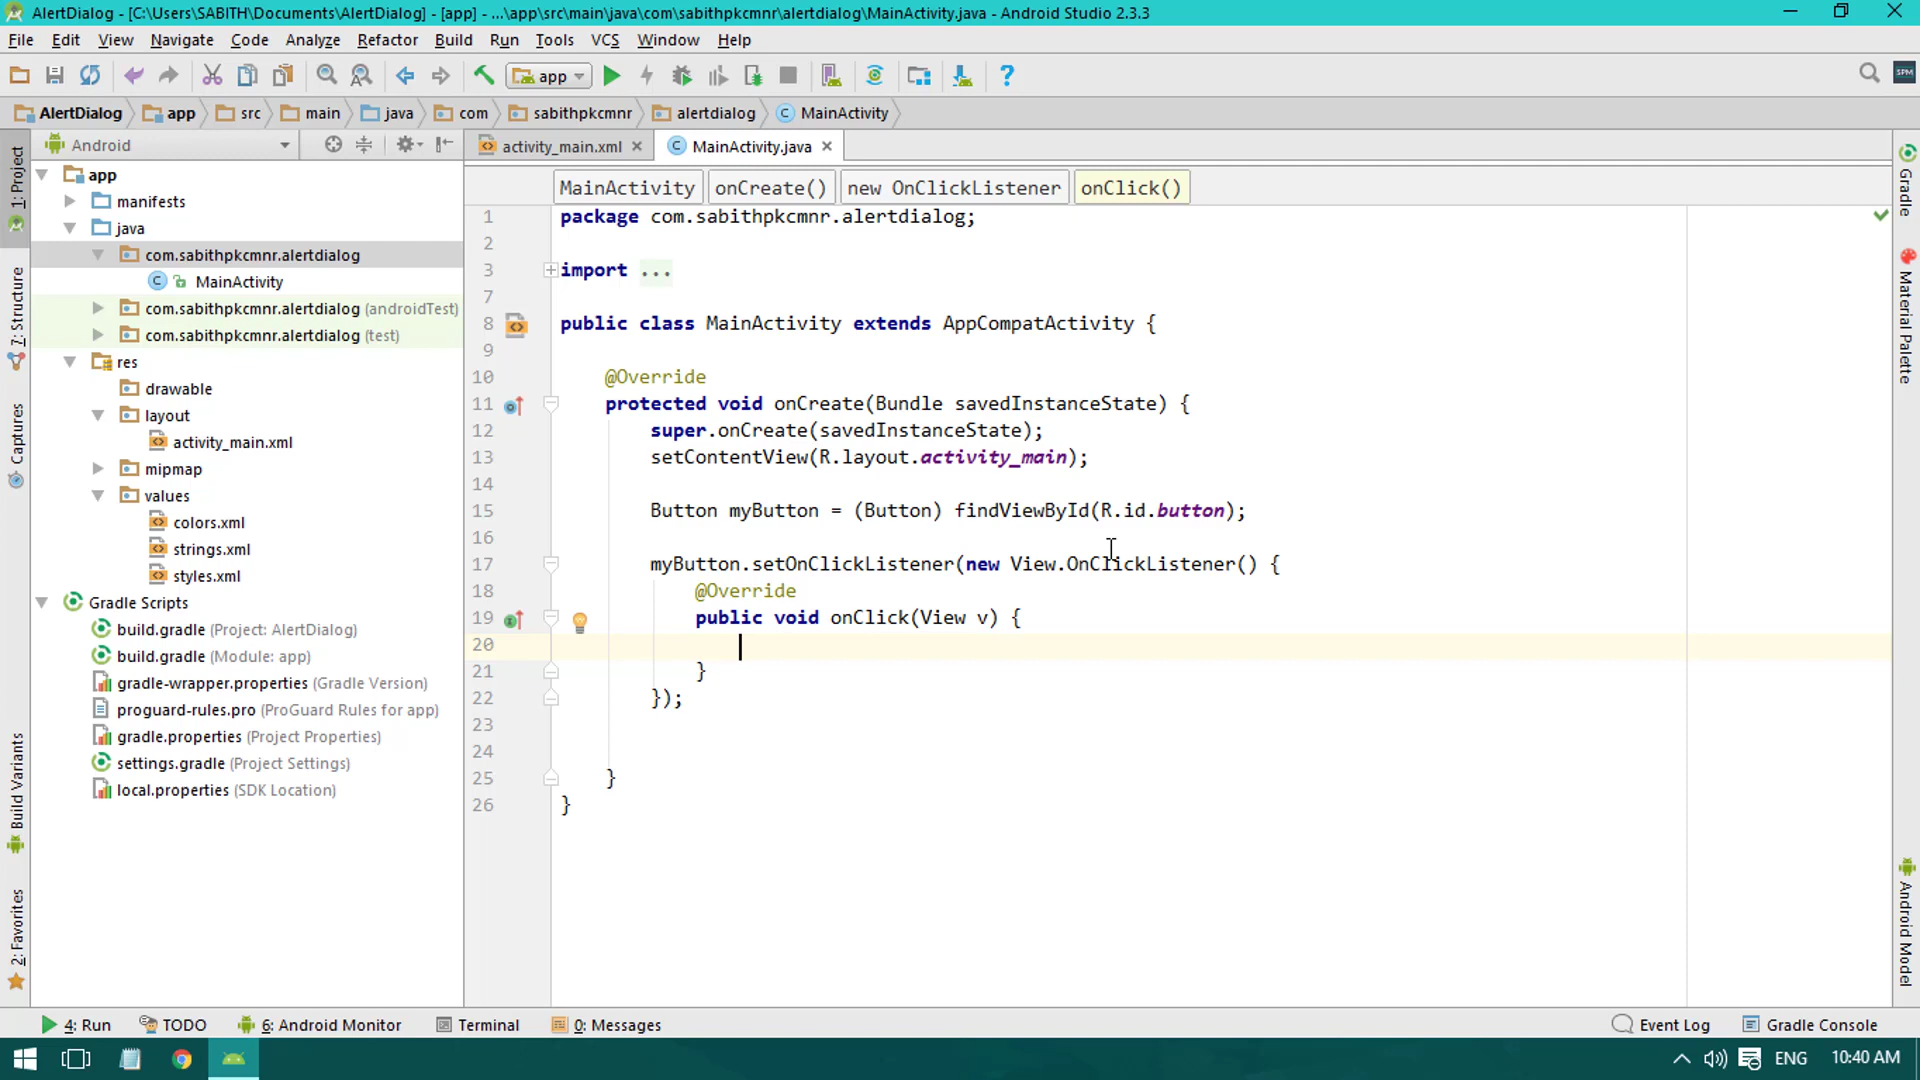 AlertDialog - [C:\Users\SABITH\Documents\AlertDialog] - [app] - ...\app\src\main\java\com\sabithpkcmnr\alertdialog\MainActivity.java - Android Studio 2.3.3
File Edit View Navigate Code Analyze Refactor Build Run Tools VCS Window Help
app
SPM
AlertDialog app src main java com sabithpkcmnr alertdialog MainActivity
Android
activity_main.xml
MainActivity.java
1: Project
7: Structure
Captures
Build Variants
2: Favorites
app
manifests
java
com.sabithpkcmnr.alertdialog
MainActivity
com.sabithpkcmnr.alertdialog (androidTest)
com.sabithpkcmnr.alertdialog (test)
res
drawable
layout
activity_main.xml
mipmap
values
colors.xml
strings.xml
styles.xml
Gradle Scripts
build.gradle (Project: AlertDialog)
build.gradle (Module: app)
gradle-wrapper.properties (Gradle Version)
proguard-rules.pro (ProGuard Rules for app)
gradle.properties (Project Properties)
settings.gradle (Project Settings)
local.properties (SDK Location)
MainActivity onCreate() new OnClickListener onClick()
1 package com.sabithpkcmnr.alertdialog;
2
3 import ...
7
8 public class MainActivity extends AppCompatActivity {
9
10 @Override
11 protected void onCreate(Bundle savedInstanceState) {
12 super.onCreate(savedInstanceState);
13 setContentView(R.layout.activity_main);
14
15 Button myButton = (Button) findViewById(R.id.button);
16
17 myButton.setOnClickListener(new View.OnClickListener() {
18 @Override
19 public void onClick(View v) {
20
21 }
22 });
23
24
25 }
26 }
Gradle
Material Palette
Android Model
4: Run TODO 6: Android Monitor Terminal 0: Messages Event Log Gradle Console
ENG 10:40 AM